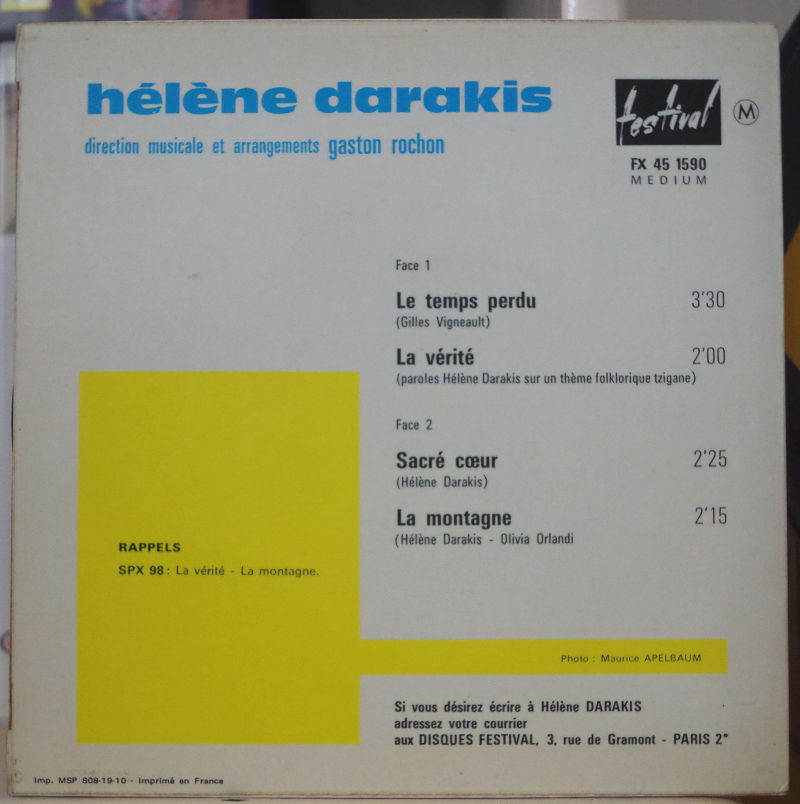 hélène darakis
direction musicale et arrangements gaston rochon
festival
M
FX 45 1590
MEDIUM
Face 1
Le temps perdu 3'30
(Gilles Vigneault)
La vérité 2'00
(paroles Hélène Darakis sur un thème folklorique tzigane)
Face 2
Sacré cœur 2'25
(Hélène Darakis)
La montagne 2'15
(Hélène Darakis - Olivia Orlandi
RAPPELS
SPX 98 : La vérité - La montagne.
Photo : Maurice APELBAUM
Si vous désirez écrire à Hélène DARAKIS
adressez votre courrier
aux DISQUES FESTIVAL, 3, rue de Gramont - PARIS 2e
Imp. MSP 808-19-10 - Imprimé en France